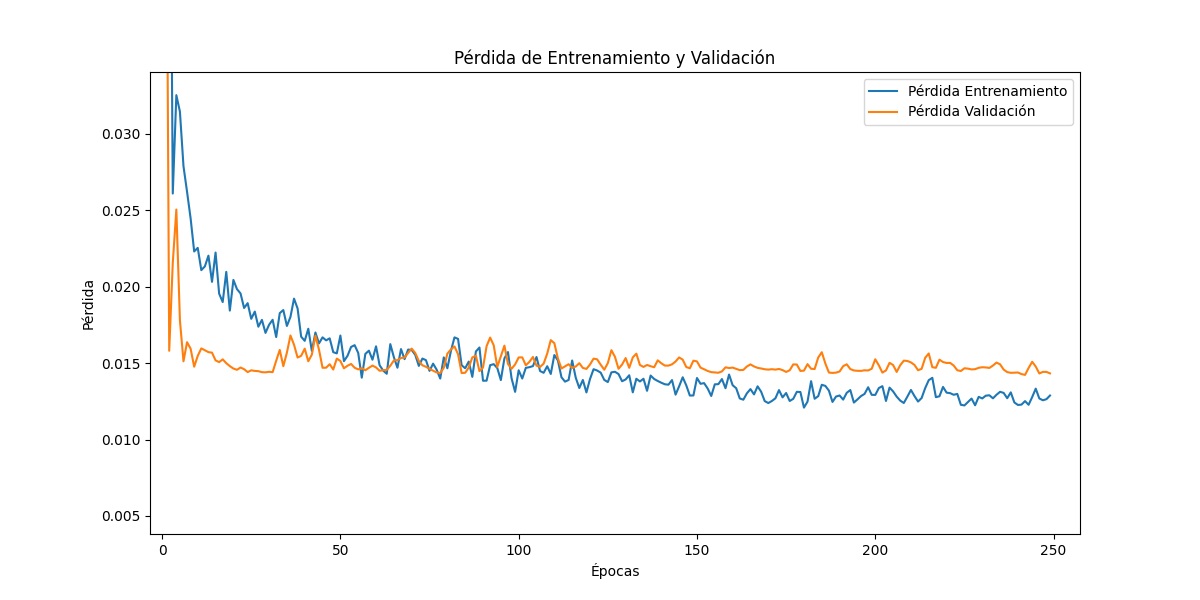 Pérdida de Entrenamiento y Validación
Pérdida Entrenamiento
Pérdida Validación
Pérdida
0.030
0.025
0.020
0.015
0.010
0.005
0
50
100
150
200
250
Épocas